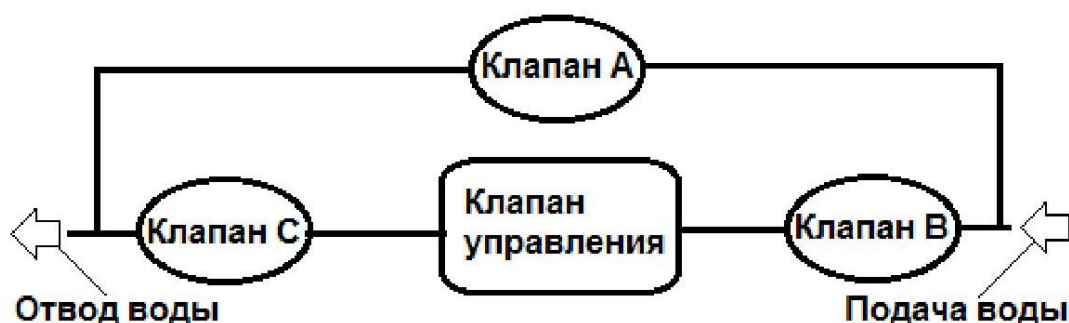 Клапан А
Клапан С
Клапан
управления
Клапан В
Отвод воды
Подача воды